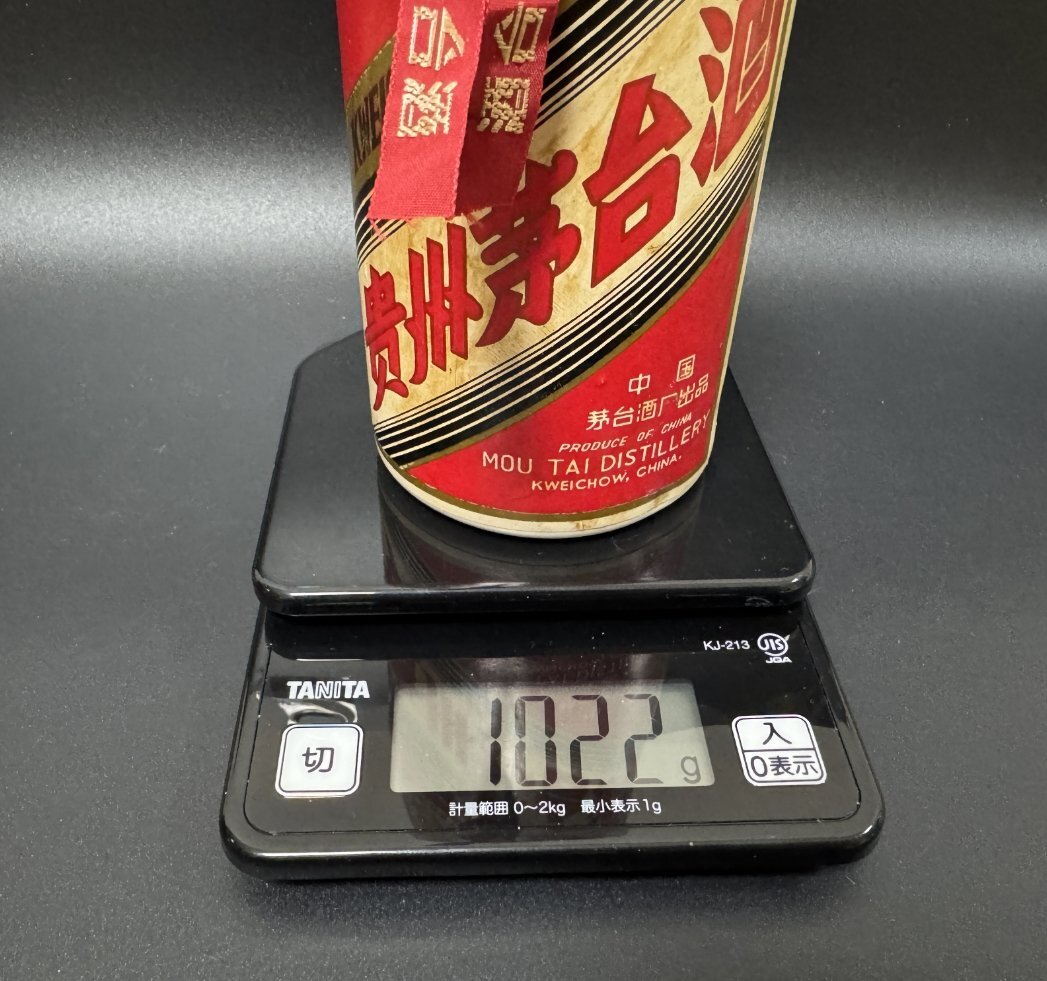 KWEI
贵州茅台酒
中国
茅台酒厂出品
PRODUCE OF CHINA
MOU TAI DISTILLERY
KWEICHOW, CHINA.
KJ-213 JIS
JQA
TANITA
1022 g
切
入
0表示
計量範囲 0〜2kg 最小表示1g